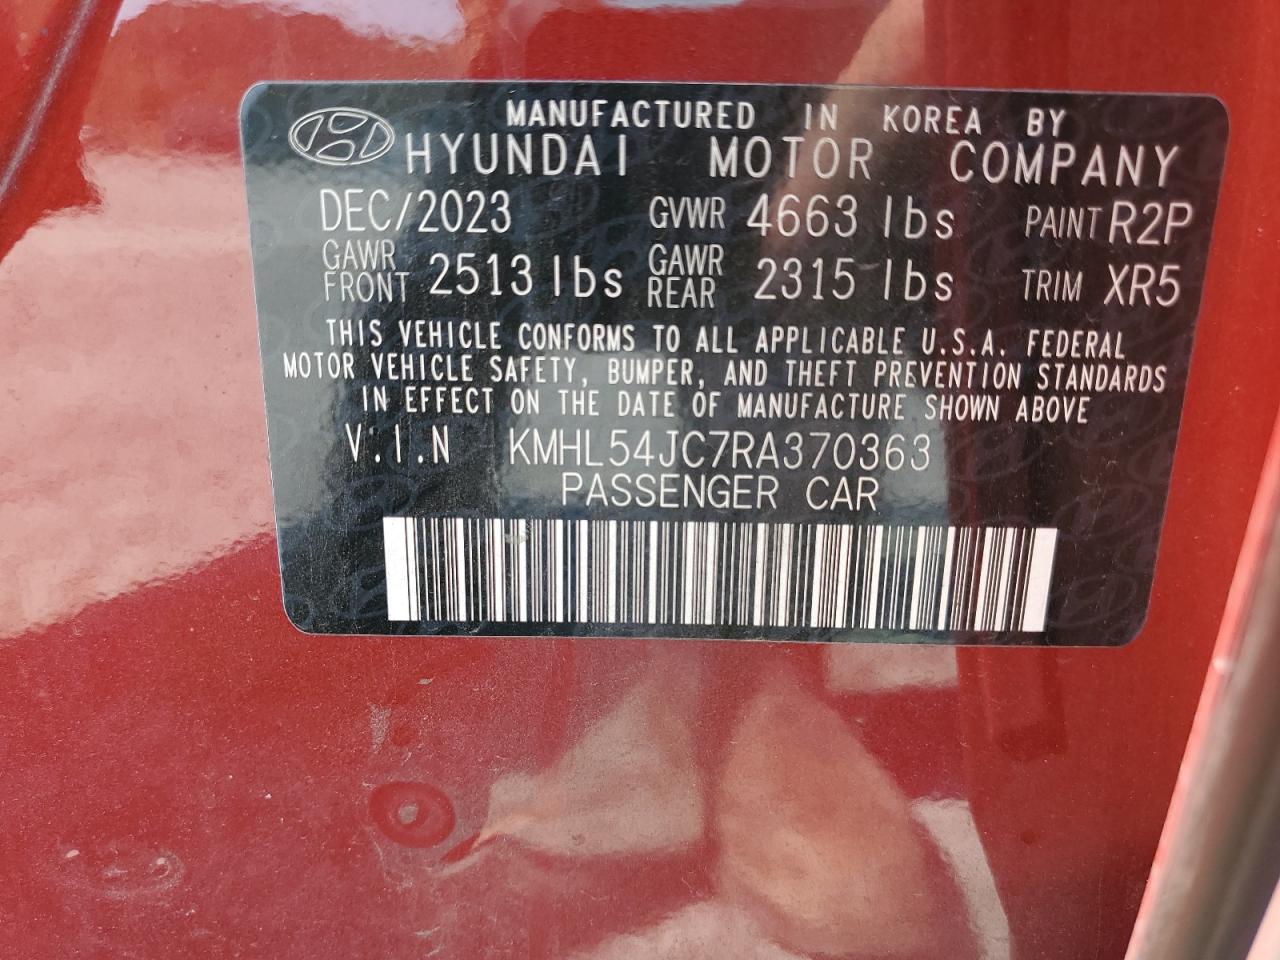 MANUFACTURED IN KOREA BY
HYUNDAI MOTOR COMPANY
DEC/2023 GVWR 4663 lbs PAINT R2P
GAWR FRONT 2513 lbs GAWR REAR 2315 lbs TRIM XR5
THIS VEHICLE CONFORMS TO ALL APPLICABLE U.S.A. FEDERAL
MOTOR VEHICLE SAFETY, BUMPER, AND THEFT PREVENTION STANDARDS
IN EFFECT ON THE DATE OF MANUFACTURE SHOWN ABOVE
V.I.N KMHL54JC7RA370363
PASSENGER CAR